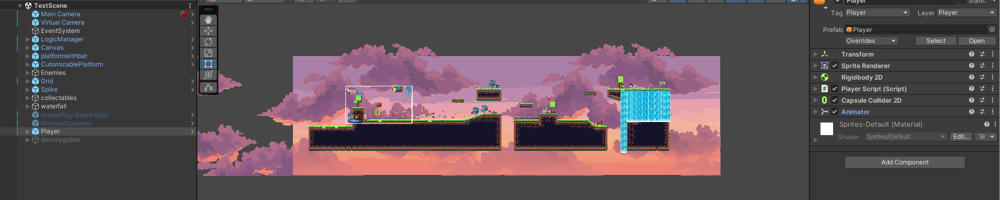 TestScene
Main Camera
Virtual Camera
EventSystem
LogicManager
Canvas
platformwithbat
CutomizablePlatform
Enemies
Grid
Spike
collectables
waterfall
HowtoPlay Board Main
MonsterSpawner
Player
dummygoblin
Player Static
Tag Player Layer Player
Prefab Player
Overrides Select Open
Transform
Sprite Renderer
Rigidbody 2D
Player Script (Script)
Capsule Collider 2D
Animator
Sprites-Default (Material)
Shader Sprites/Default Edit...
Add Component